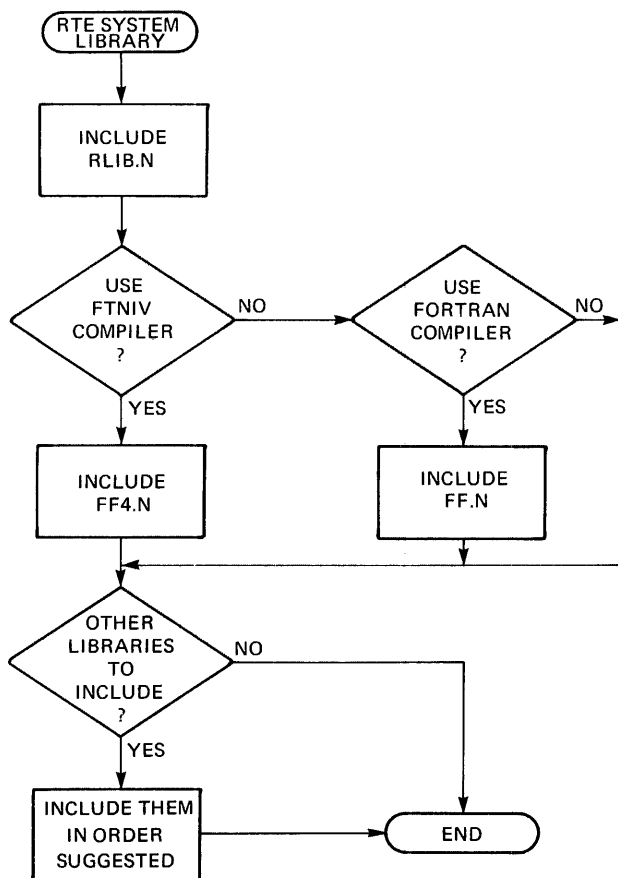 RTE SYSTEM
LIBRARY
INCLUDE
RLIB.N
USE
FTNIV
COMPILER
?
NO
YES
USE
FORTRAN
COMPILER
?
NO
YES
INCLUDE
FF4.N
INCLUDE
FF.N
OTHER
LIBRARIES
TO
INCLUDE
?
NO
YES
INCLUDE THEM
IN ORDER
SUGGESTED
END